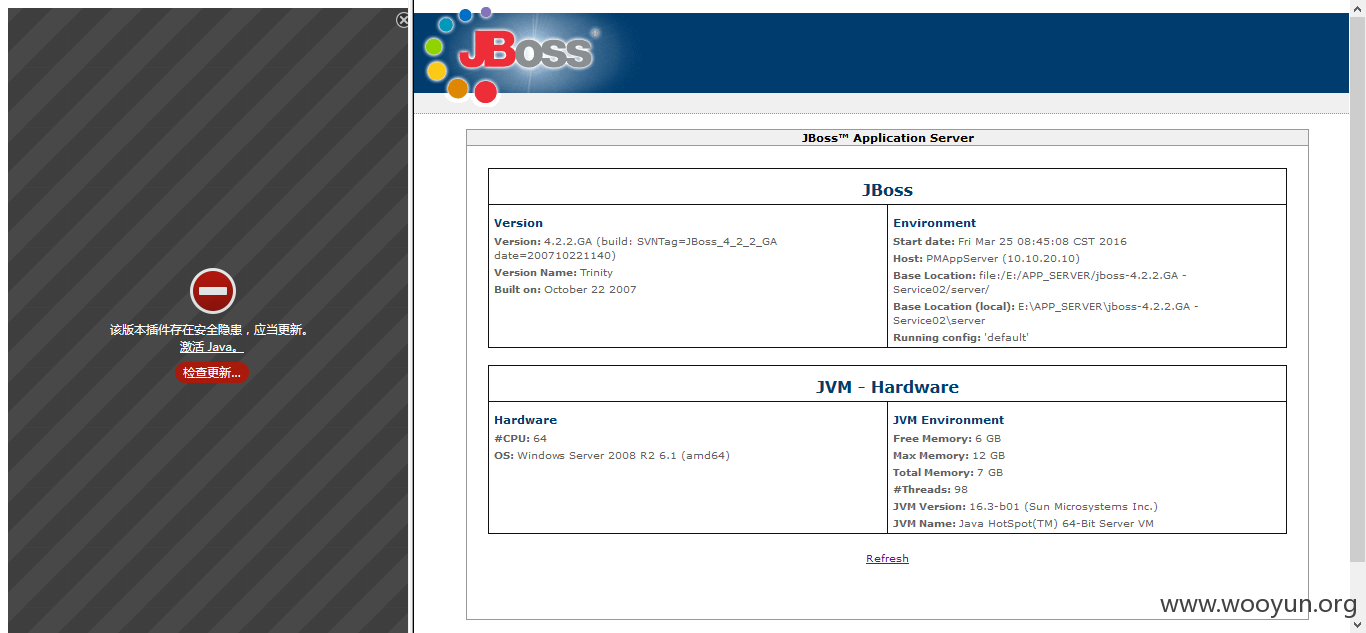 该版本插件存在安全隐患，应当更新。
激活 Java。
检查更新...
JBoss®
JBoss™ Application Server
JBoss
Version
Version: 4.2.2.GA (build: SVNTag=JBoss_4_2_2_GA
date=200710221140)
Version Name: Trinity
Built on: October 22 2007
Environment
Start date: Fri Mar 25 08:45:08 CST 2016
Host: PMAppServer (10.10.20.10)
Base Location: file:/E:/APP_SERVER/jboss-4.2.2.GA -
Service02/server/
Base Location (local): E:\APP_SERVER\jboss-4.2.2.GA -
Service02\server
Running config: 'default'
JVM - Hardware
Hardware
#CPU: 64
OS: Windows Server 2008 R2 6.1 (amd64)
JVM Environment
Free Memory: 6 GB
Max Memory: 12 GB
Total Memory: 7 GB
#Threads: 98
JVM Version: 16.3-b01 (Sun Microsystems Inc.)
JVM Name: Java HotSpot(TM) 64-Bit Server VM
Refresh
www.wooyun.org